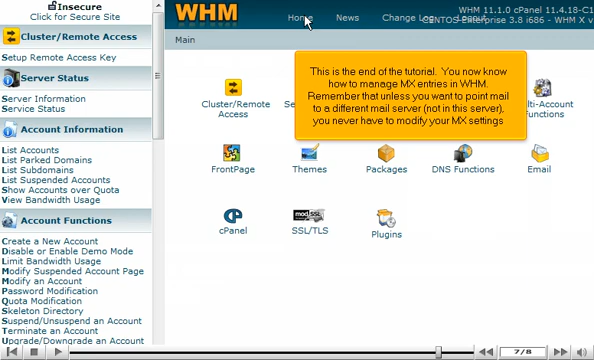 Insecure
Click for Secure Site
Cluster/Remote Access
Setup Remote Access Key
Server Status
Server Information
Service Status
Account Information
List Accounts
List Parked Domains
List Subdomains
List Suspended Accounts
Show Accounts over Quota
View Bandwidth Usage
Account Functions
Create a New Account
Disable or Enable Demo Mode
Limit Bandwidth Usage
Modify Suspended Account Page
Modify an Account
Password Modification
Quota Modification
Skeleton Directory
Suspend/Unsuspend an Account
Terminate an Account
Upgrade/Downgrade an Account
WHM
Home
News
Change Log
Logout
WHM 11.1.0 cPanel 11.4.18-C1
CENTOS Enterprise 3.8 i686 - WHM X v
Main
This is the end of the tutorial. You now know
how to manage MX entries in WHM.
Remember that unless you want to point mail
to a different mail server (not in this server),
you never have to modify your MX settings
Cluster/Remote
Access
Se
lti-Account
Functions
FrontPage
Themes
Packages
DNS Functions
Email
cPanel
mod SSL
SSL/TLS
Plugins
7/8